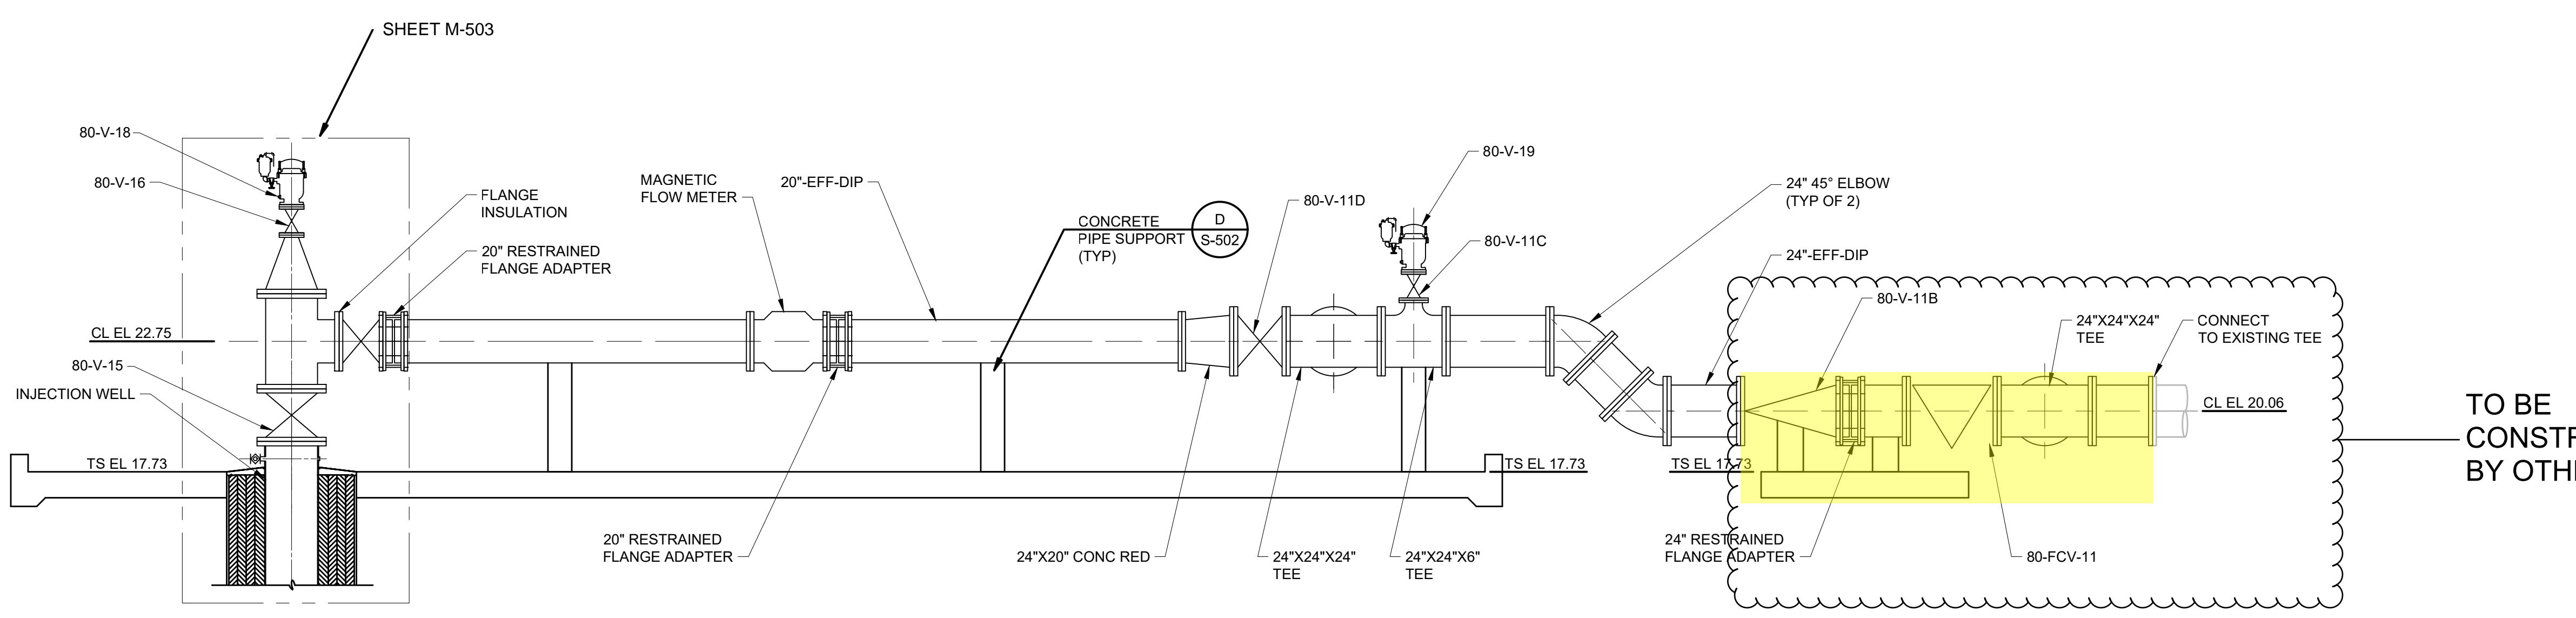 SHEET M-503
80-V-18
80-V-16
FLANGE
INSULATION
20" RESTRAINED
FLANGE ADAPTER
MAGNETIC
FLOW METER
20"-EFF-DIP
CONCRETE
PIPE SUPPORT
(TYP)
D
S-502
80-V-11D
80-V-19
80-V-11C
24" 45° ELBOW
(TYP OF 2)
24"-EFF-DIP
80-V-11B
24"X24"X24"
TEE
CONNECT
TO EXISTING TEE
CL EL 22.75
80-V-15
INJECTION WELL
TS EL 17.73
TS EL 17.73
TS EL 17.73
CL EL 20.06
TO BE
CONSTR
BY OTH
20" RESTRAINED
FLANGE ADAPTER
24"X20" CONC RED
24"X24"X24"
TEE
24"X24"X6"
TEE
24" RESTRAINED
FLANGE ADAPTER
80-FCV-11